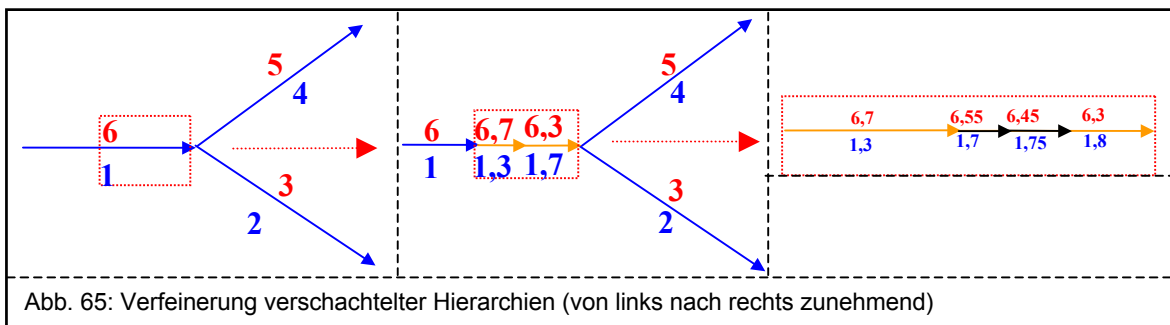 5
4
6
1
3
2
5
4
6 6,7 6,3
1 1,3 1,7
3
2
6,7 6,55 6,45 6,3
1,3 1,7 1,75 1,8
Abb. 65: Verfeinerung verschachtelter Hierarchien (von links nach rechts zunehmend)